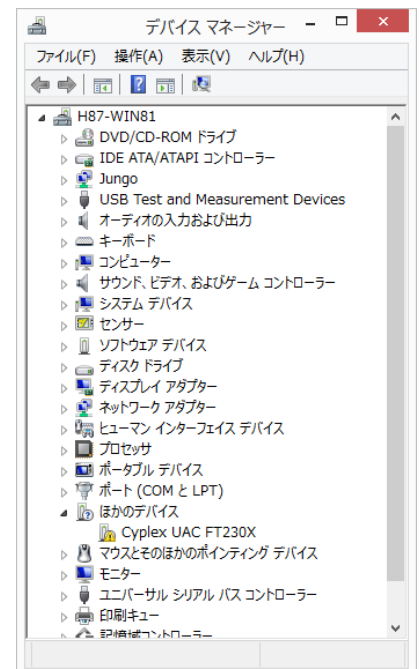 デバイス マネージャー
ファイル(F) 操作(A) 表示(V) ヘルプ(H)
H87-WIN81
DVD/CD-ROM ドライブ
IDE ATA/ATAPI コントローラー
Jungo
USB Test and Measurement Devices
オーディオの入力および出力
キーボード
コンピューター
サウンド、ビデオ、およびゲーム コントローラー
システム デバイス
センサー
ソフトウェア デバイス
ディスク ドライブ
ディスプレイ アダプター
ネットワーク アダプター
ヒューマン インターフェイス デバイス
プロセッサ
ポータブル デバイス
ポート (COM と LPT)
ほかのデバイス
Cyplex UAC FT230X
マウスとそのほかのポインティング デバイス
モニター
ユニバーサル シリアル バス コントローラー
印刷キュー
記憶域コントローラー